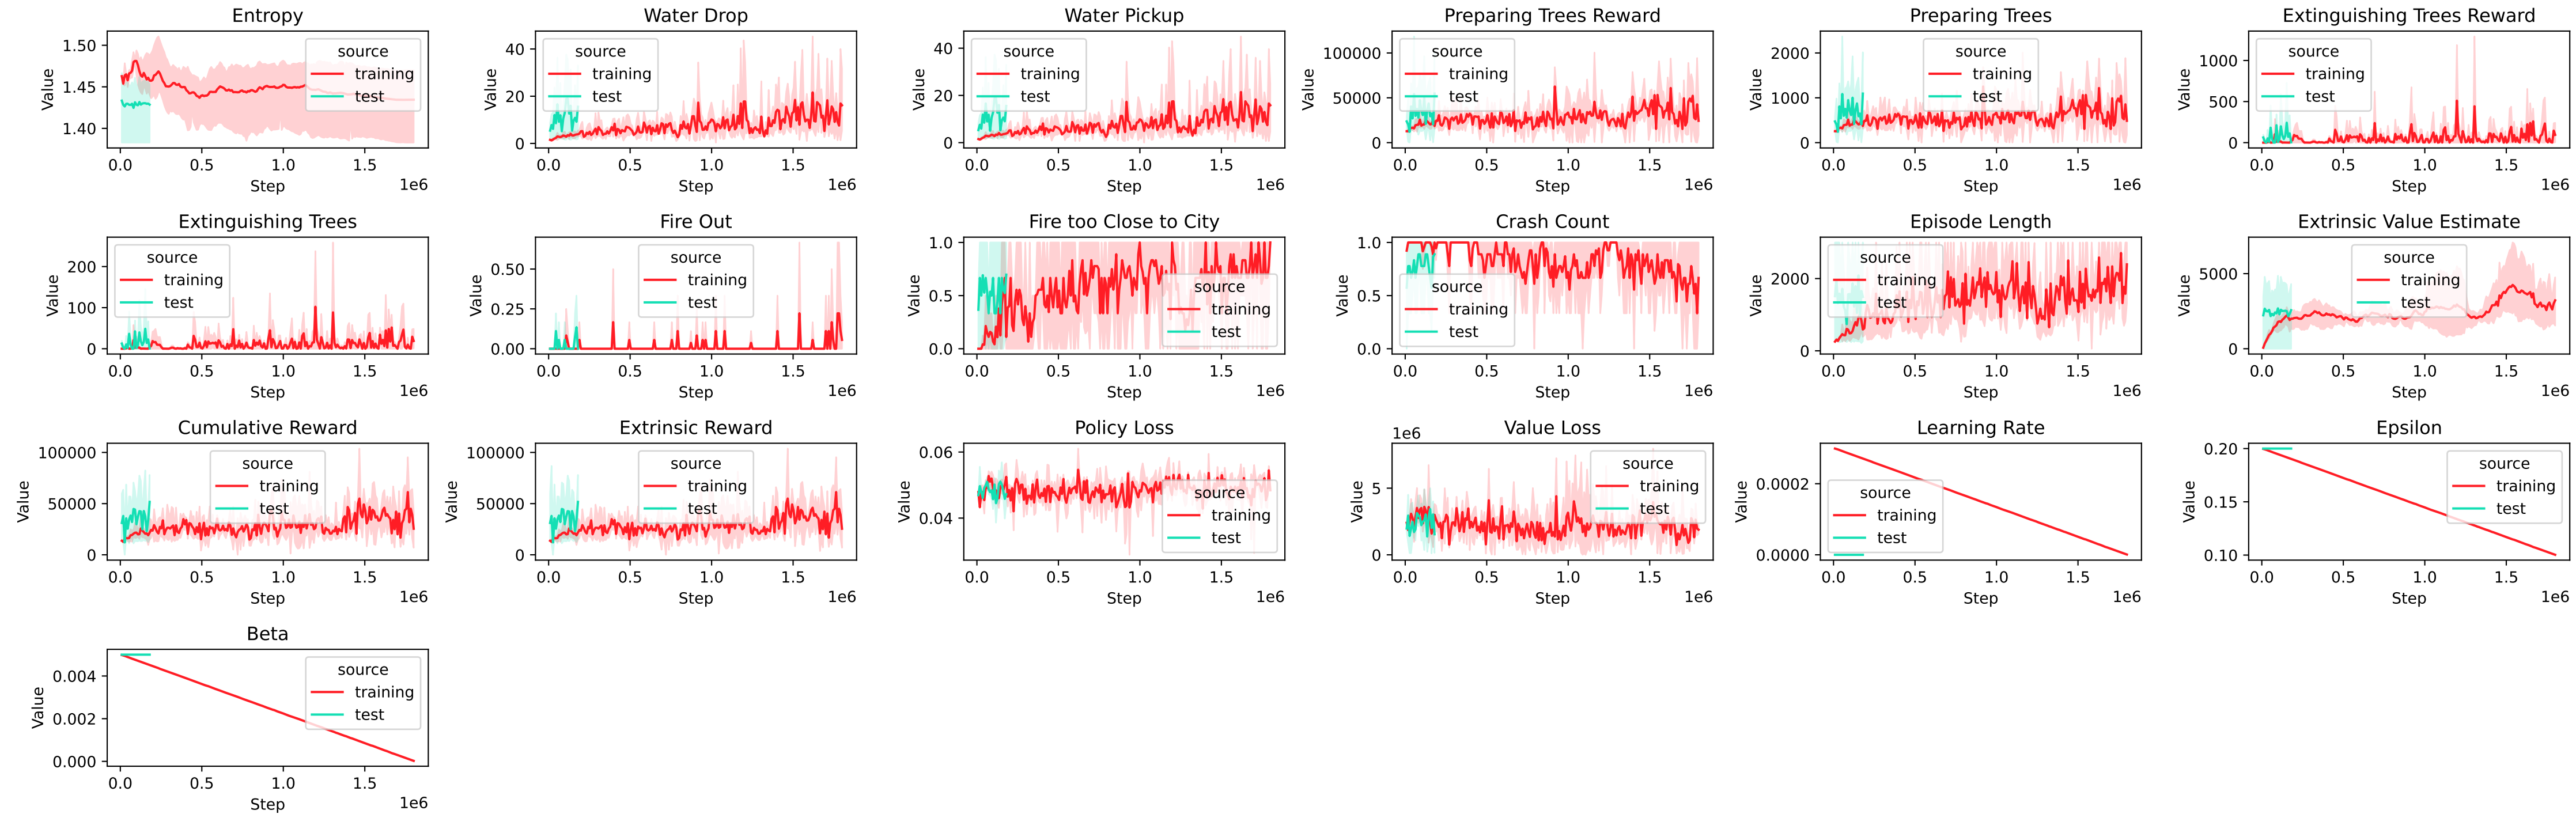 Entropy
Value
1.50
1.45
1.40
source
training
test
0.0 0.5 1.0 1.5
Step
1e6
Water Drop
Value
40
20
0
source
training
test
0.0 0.5 1.0 1.5
Step
1e6
Water Pickup
Value
40
20
0
source
training
test
0.0 0.5 1.0 1.5
Step
1e6
Preparing Trees Reward
Value
100000
50000
0
source
training
test
0.0 0.5 1.0 1.5
Step
1e6
Preparing Trees
Value
2000
1000
0
source
training
test
0.0 0.5 1.0 1.5
Step
1e6
Extinguishing Trees Reward
Value
1000
500
0
source
training
test
0.0 0.5 1.0 1.5
Step
1e6
Extinguishing Trees
Value
200
100
0
source
training
test
0.0 0.5 1.0 1.5
Step
1e6
Fire Out
Value
0.50
0.25
0.00
source
training
test
0.0 0.5 1.0 1.5
Step
1e6
Fire too Close to City
Value
1.0
0.5
0.0
source
training
test
0.0 0.5 1.0 1.5
Step
1e6
Crash Count
Value
1.0
0.5
0.0
source
training
test
0.0 0.5 1.0 1.5
Step
1e6
Episode Length
Value
2000
0
source
training
test
0.0 0.5 1.0 1.5
Step
1e6
Extrinsic Value Estimate
Value
5000
0
source
training
test
0.0 0.5 1.0 1.5
Step
1e6
Cumulative Reward
Value
100000
50000
0
source
training
test
0.0 0.5 1.0 1.5
Step
1e6
Extrinsic Reward
Value
100000
50000
0
source
training
test
0.0 0.5 1.0 1.5
Step
1e6
Policy Loss
Value
0.06
0.04
source
training
test
0.0 0.5 1.0 1.5
Step
1e6
Value Loss
1e6
Value
5
0
source
training
test
0.0 0.5 1.0 1.5
Step
1e6
Learning Rate
Value
0.0002
0.0000
source
training
test
0.0 0.5 1.0 1.5
Step
1e6
Epsilon
Value
0.20
0.15
0.10
source
training
test
0.0 0.5 1.0 1.5
Step
1e6
Beta
Value
0.004
0.002
0.000
source
training
test
0.0 0.5 1.0 1.5
Step
1e6